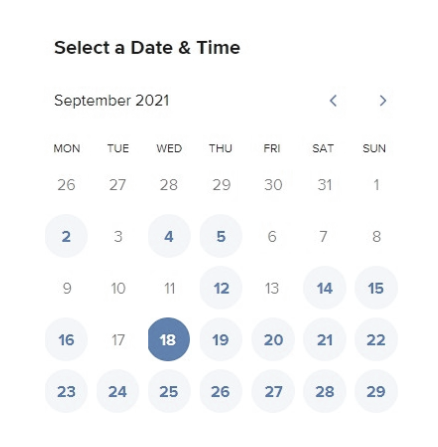 Select a Date & Time
September 2021
MON TUE WED THU FRI SAT SUN
26 27 28 29 30 31 1
2 3 4 5 6 7 8
9 10 11 12 13 14 15
16 17 18 19 20 21 22
23 24 25 26 27 28 29